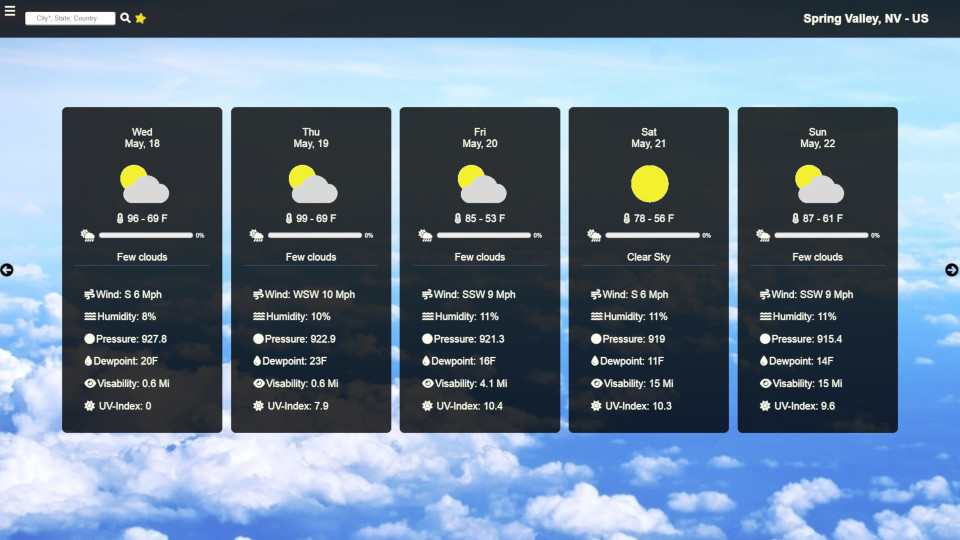 City*, State, Country
Spring Valley, NV - US
Wed
May, 18
96 - 69 F
0%
Few clouds
Wind: S 6 Mph
Humidity: 8%
Pressure: 927.8
Dewpoint: 20F
Visability: 0.6 Mi
UV-Index: 0
Thu
May, 19
99 - 69 F
0%
Few clouds
Wind: WSW 10 Mph
Humidity: 10%
Pressure: 922.9
Dewpoint: 23F
Visability: 0.6 Mi
UV-Index: 7.9
Fri
May, 20
85 - 53 F
0%
Few clouds
Wind: SSW 9 Mph
Humidity: 11%
Pressure: 921.3
Dewpoint: 16F
Visability: 4.1 Mi
UV-Index: 10.4
Sat
May, 21
78 - 56 F
0%
Clear Sky
Wind: S 6 Mph
Humidity: 11%
Pressure: 919
Dewpoint: 11F
Visability: 15 Mi
UV-Index: 10.3
Sun
May, 22
87 - 61 F
0%
Few clouds
Wind: SSW 9 Mph
Humidity: 11%
Pressure: 915.4
Dewpoint: 14F
Visability: 15 Mi
UV-Index: 9.6